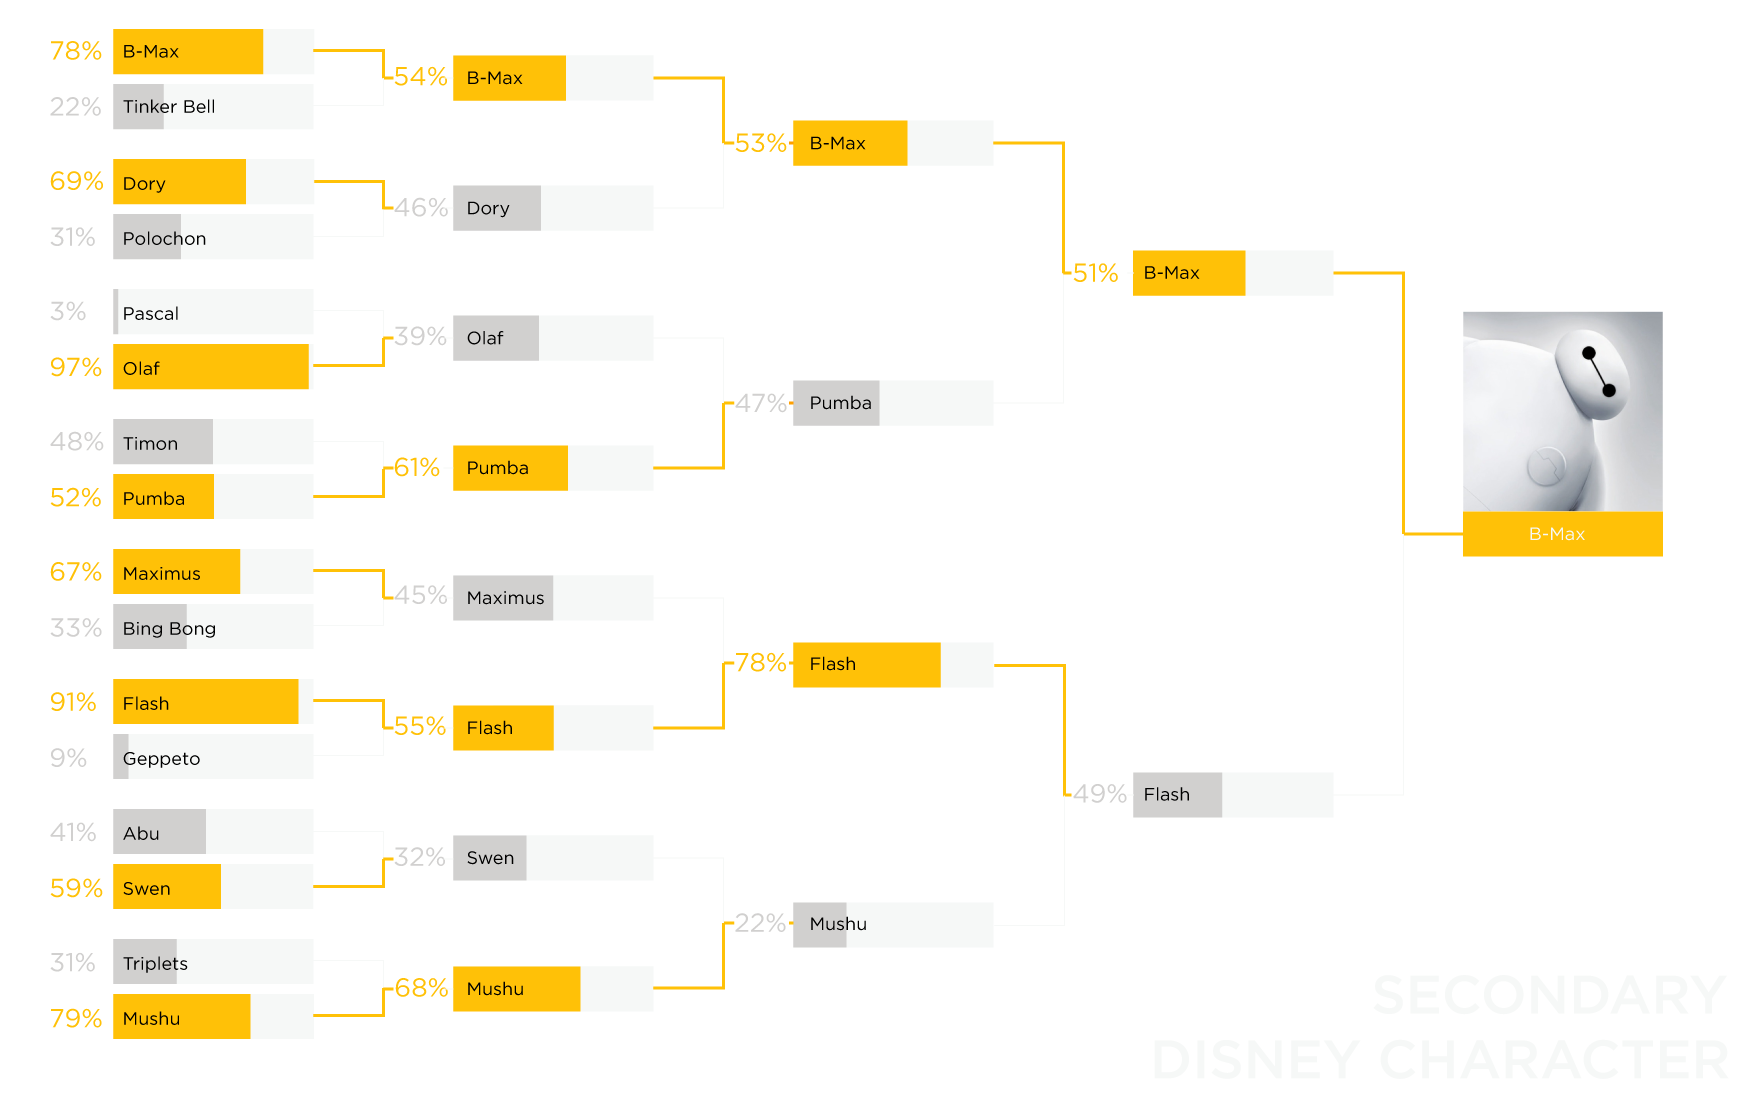 78% B-Max
22% Tinker Bell
69% Dory
31% Polochon
3% Pascal
97% Olaf
48% Timon
52% Pumba
67% Maximus
33% Bing Bong
91% Flash
9% Geppeto
41% Abu
59% Swen
31% Triplets
79% Mushu
54% B-Max
46% Dory
39% Olaf
61% Pumba
45% Maximus
55% Flash
32% Swen
68% Mushu
53% B-Max
47% Pumba
78% Flash
22% Mushu
51% B-Max
49% Flash
B-Max
SECONDARY
DISNEY CHARACTER